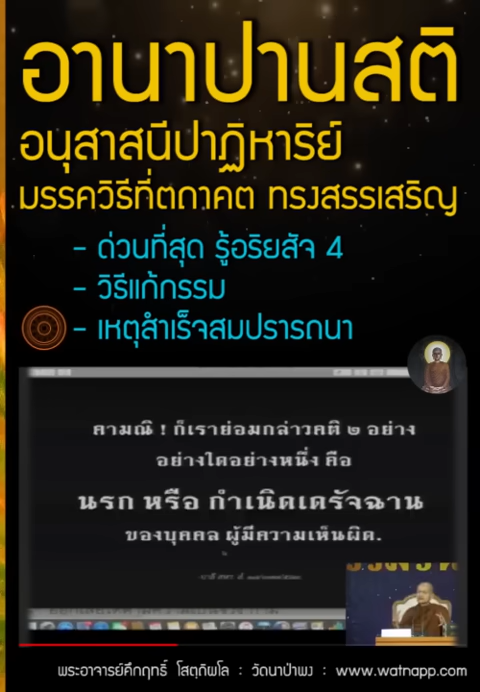 อานาปานสติ
อนุสาสนีปาฏิหาริย์
มรรควิธีที่ตถาคต ทรงสรรเสริญ
- ด่วนที่สุด รู้อริยสัจ 4
- วิธีแก้กรรม
- เหตุสำเร็จสมปรารถนา
คามณิ ! ก็เราย่อมกล่าวคติ ๒ อย่าง
อย่างใดอย่างหนึ่ง คือ
นรก หรือ กำเนิดเดรัจฉาน
ของบุคคล ผู้มีความเห็นผิด.
พระอาจารย์คึกฤทธิ์ โสตฺถิผโล : วัดนาป่าพง : www.watnapp.com